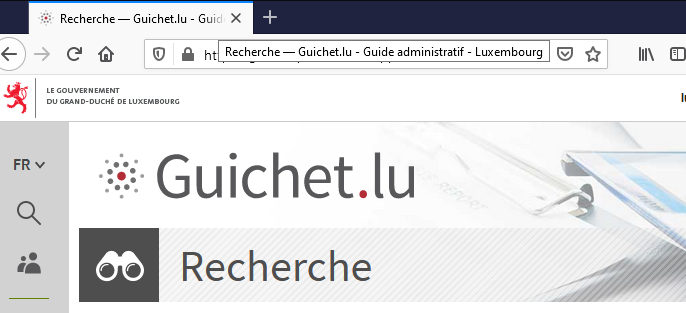 Recherche — Guichet.lu - Guid
Recherche — Guichet.lu - Guide administratif - Luxembourg
LE GOUVERNEMENT
DU GRAND-DUCHÉ DE LUXEMBOURG
FR
Guichet.lu
Recherche